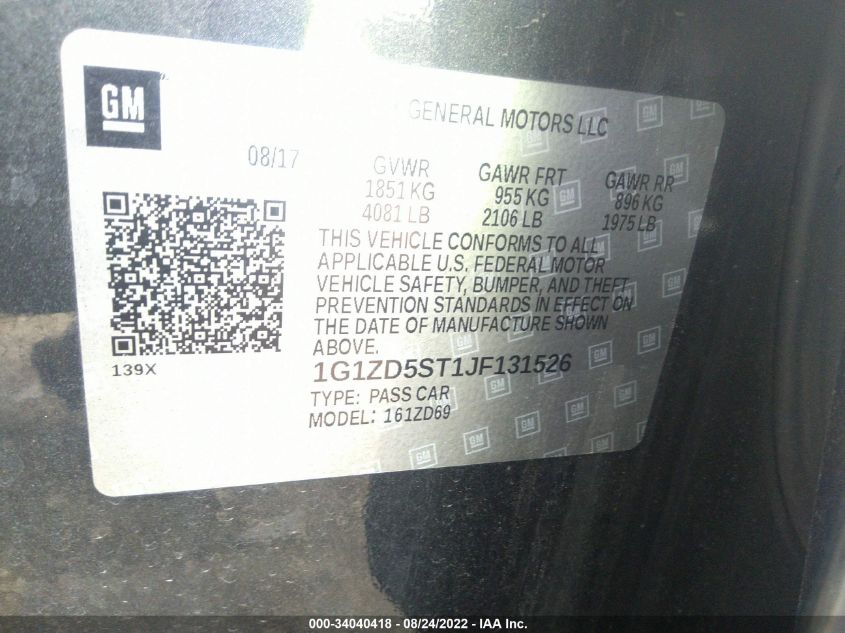 GM
GENERAL MOTORS LLC
08/17
GVWR GAWR FRT GAWR RR
1851 KG 955 KG 896 KG
4081 LB 2106 LB 1975 LB
THIS VEHICLE CONFORMS TO ALL
APPLICABLE U.S. FEDERAL MOTOR
VEHICLE SAFETY, BUMPER, AND THEFT
PREVENTION STANDARDS IN EFFECT ON
THE DATE OF MANUFACTURE SHOWN
ABOVE.
139X
1G1ZD5ST1JF131526
TYPE: PASS CAR
MODEL: 161ZD69
000-34040418 - 08/24/2022 - IAA Inc.